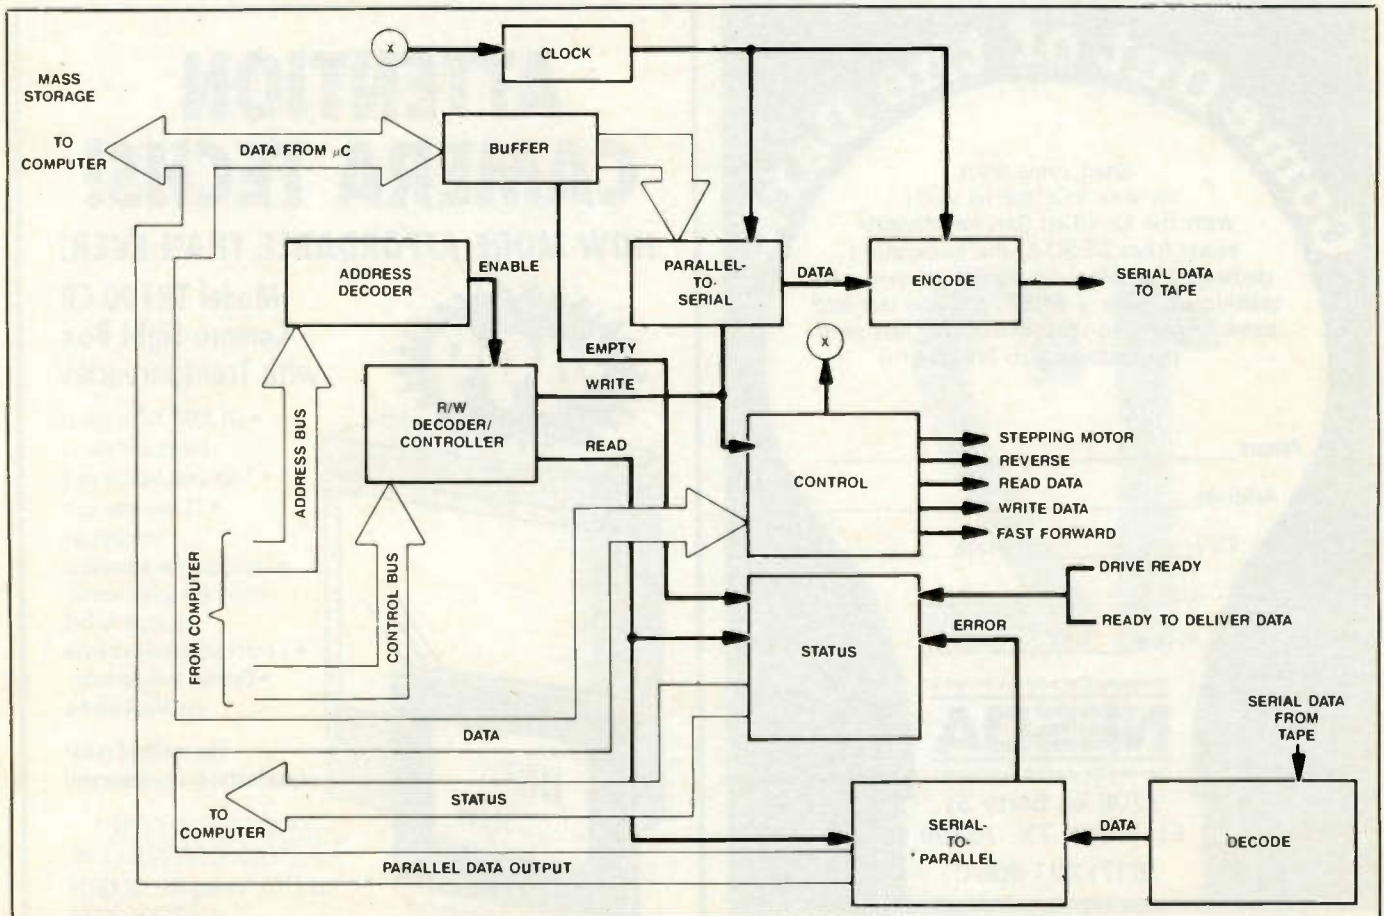 X
CLOCK
MASS
STORAGE
TO
COMPUTER
DATA FROM μC
BUFFER
ADDRESS
DECODER
ENABLE
PARALLEL-
TO-
SERIAL
DATA
ENCODE
SERIAL DATA
TO TAPE
X
EMPTY
WRITE
READ
R/W
DECODER/
CONTROLLER
ADDRESS BUS
CONTROL BUS
FROM COMPUTER
CONTROL
STEPPING MOTOR
REVERSE
READ DATA
WRITE DATA
FAST FORWARD
DRIVE READY
READY TO DELIVER DATA
ERROR
STATUS
DATA
STATUS
TO
COMPUTER
PARALLEL DATA OUTPUT
SERIAL-
TO-
PARALLEL
DATA
DECODE
SERIAL DATA
FROM
TAPE